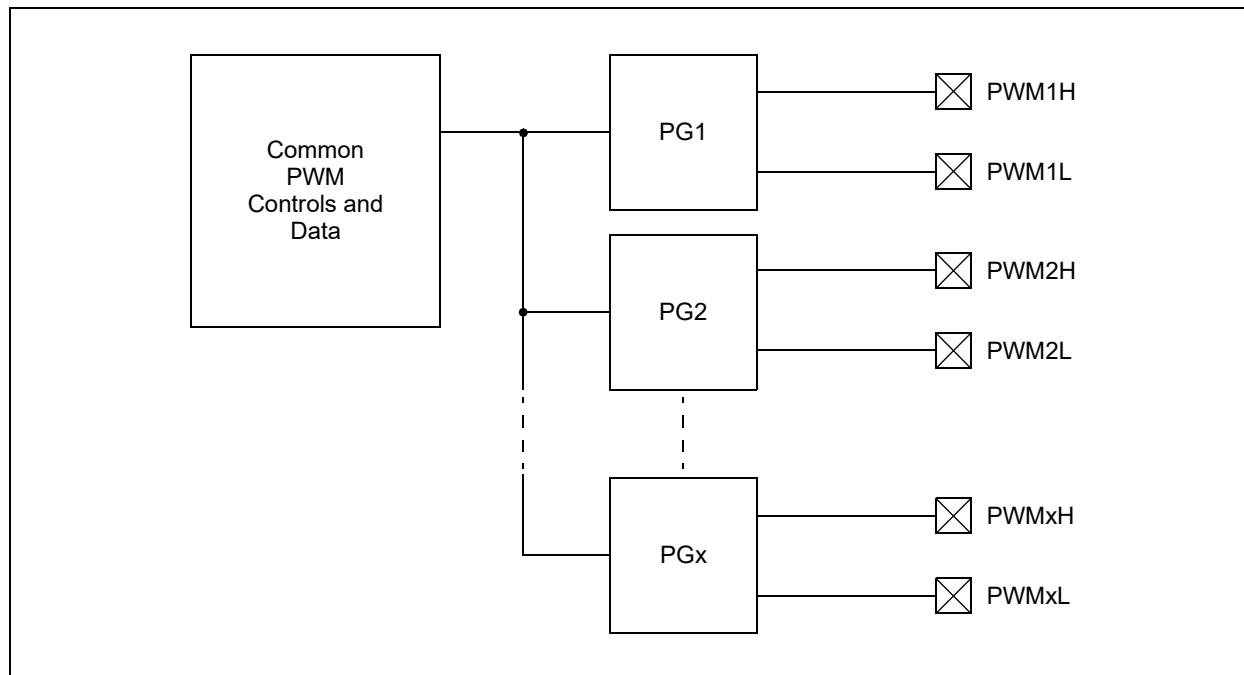 Common
PWM
Controls and
Data
PG1
PWM1H
PWM1L
PG2
PWM2H
PWM2L
PGx
PWMxH
PWMxL